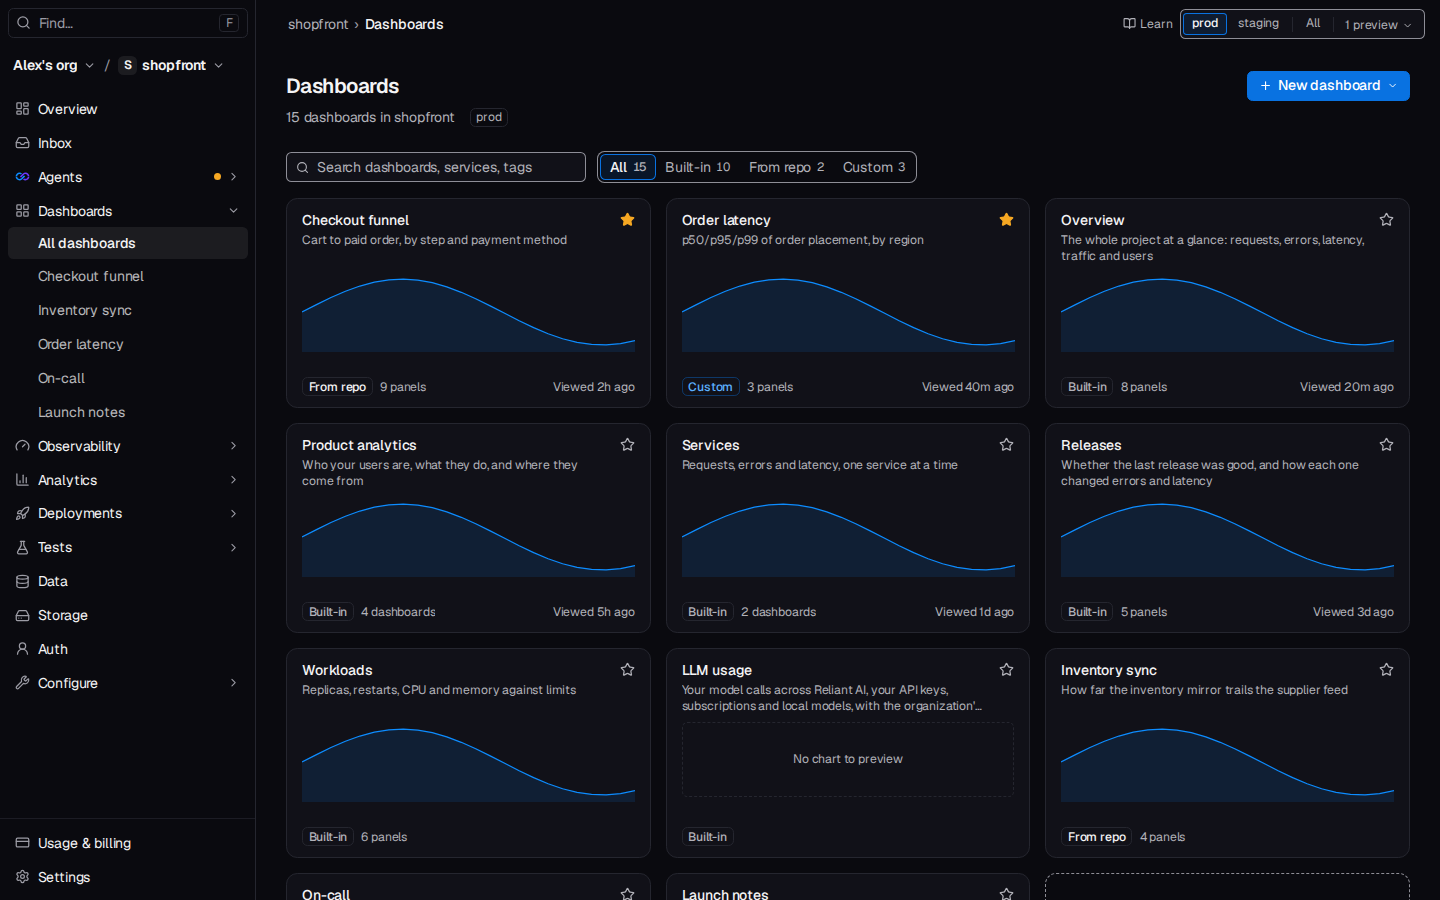 Find...
F
Alex's org
/
S
shopfront
Overview
Inbox
Agents
Dashboards
All dashboards
Checkout funnel
Inventory sync
Order latency
On-call
Launch notes
Observability
Analytics
Deployments
Tests
Data
Storage
Auth
Configure
Usage & billing
Settings
shopfront › Dashboards
Learn
prod
staging
All
1 preview
Dashboards
15 dashboards in shopfront
prod
+ New dashboard
Search dashboards, services, tags
All 15
Built-in 10
From repo 2
Custom 3
Checkout funnel
Cart to paid order, by step and payment method
From repo
9 panels
Viewed 2h ago
Order latency
p50/p95/p99 of order placement, by region
Custom
3 panels
Viewed 40m ago
Overview
The whole project at a glance: requests, errors, latency,
traffic and users
Built-in
8 panels
Viewed 20m ago
Product analytics
Who your users are, what they do, and where they
come from
Built-in
4 dashboards
Viewed 5h ago
Services
Requests, errors and latency, one service at a time
Built-in
2 dashboards
Viewed 1d ago
Releases
Whether the last release was good, and how each one
changed errors and latency
Built-in
5 panels
Viewed 3d ago
Workloads
Replicas, restarts, CPU and memory against limits
Built-in
6 panels
LLM usage
Your model calls across Reliant AI, your API keys,
subscriptions and local models, with the organization'...
No chart to preview
Built-in
Inventory sync
How far the inventory mirror trails the supplier feed
From repo
4 panels
On-call
Launch notes